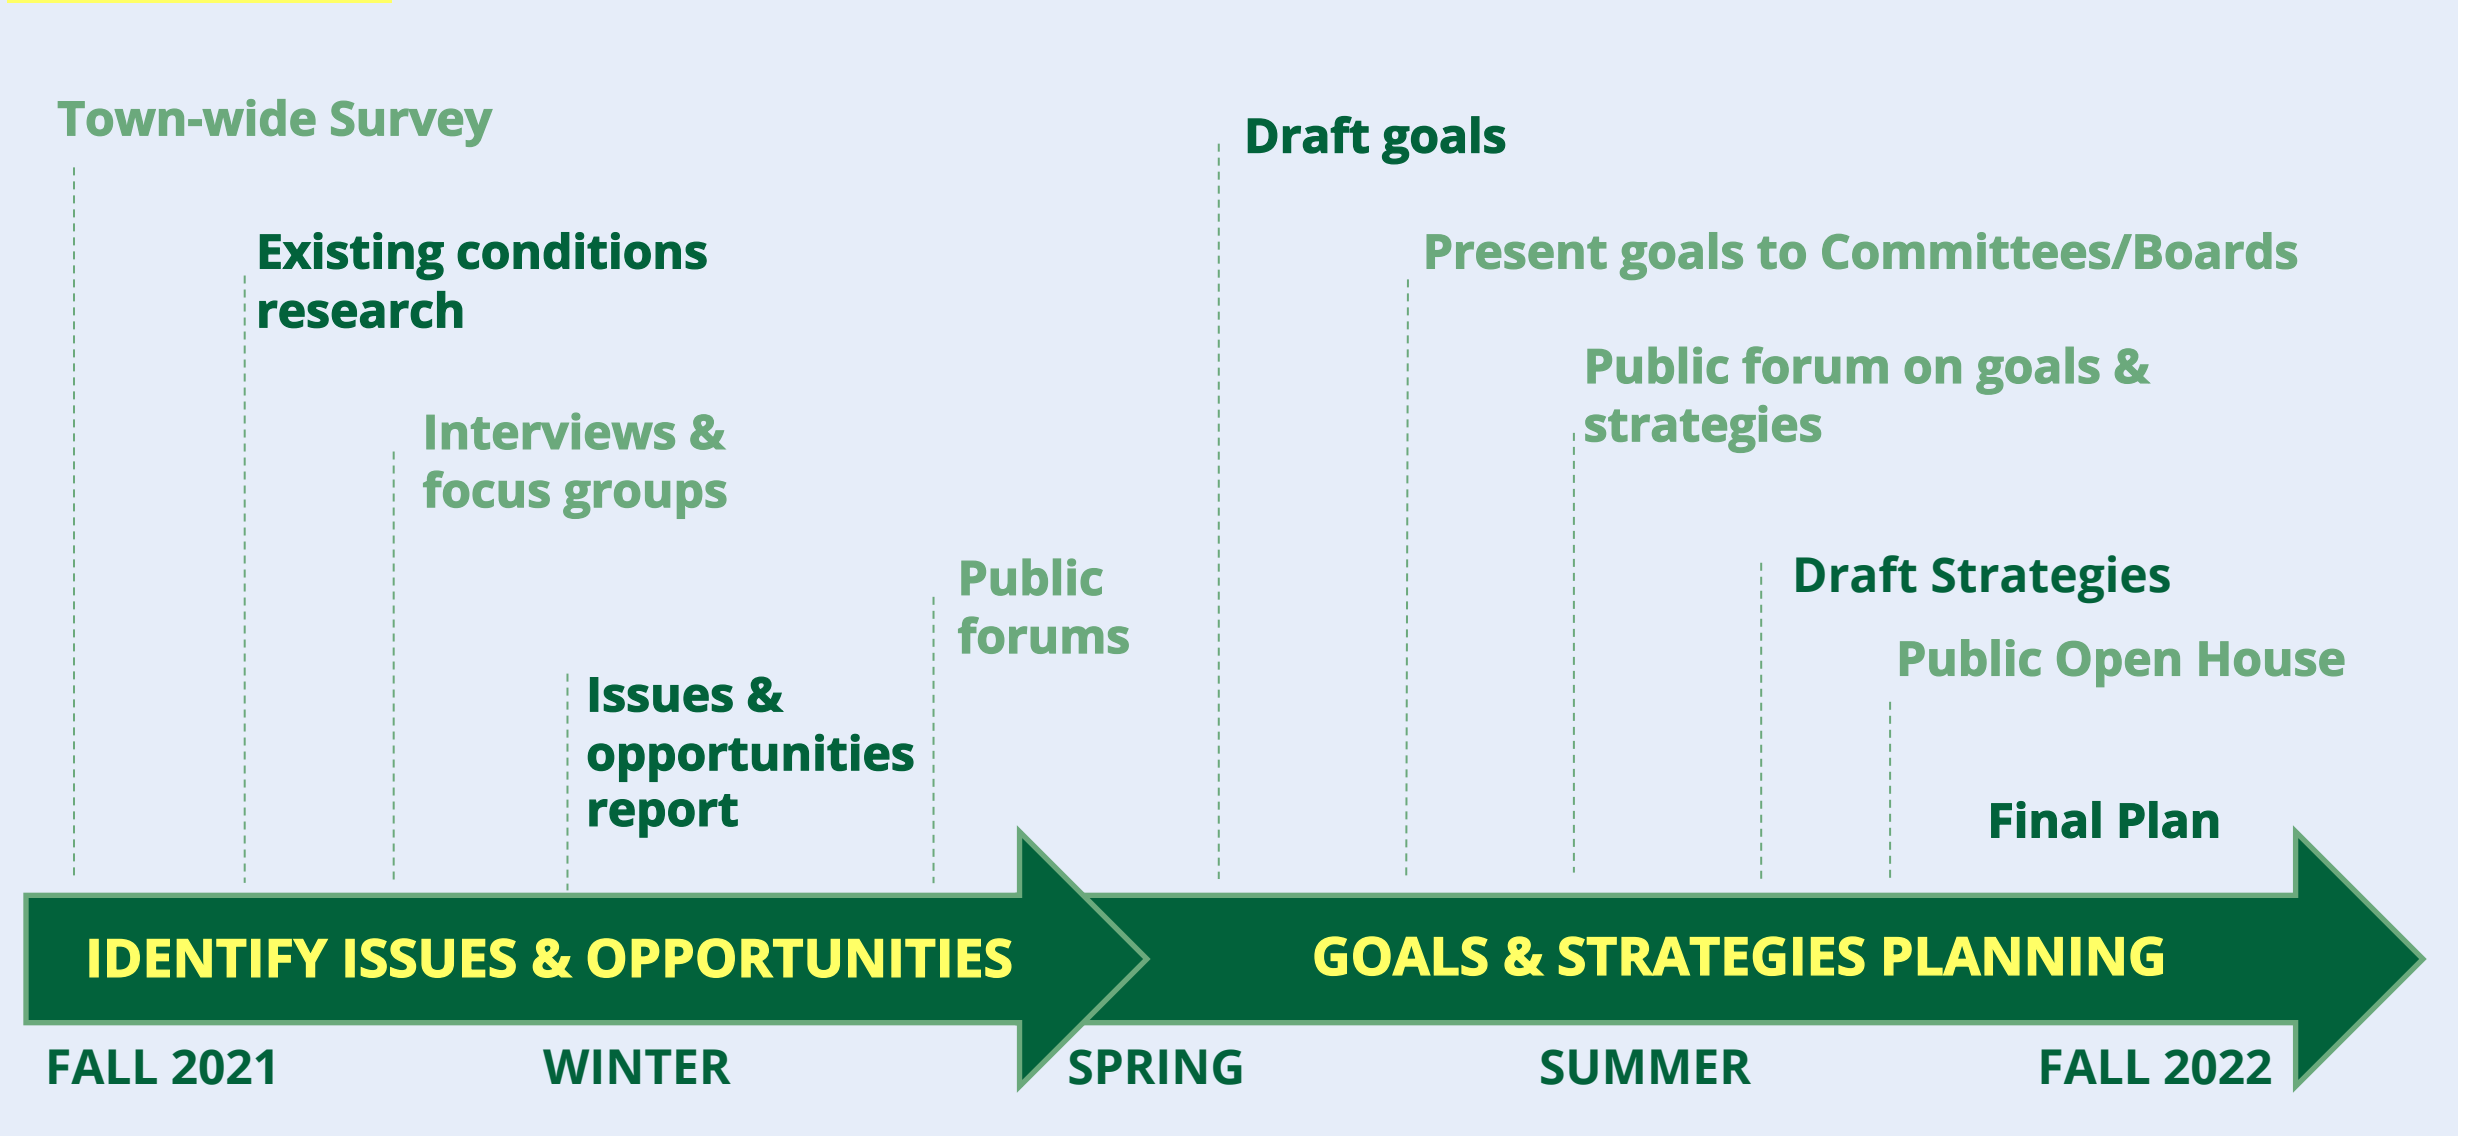 Town-wide Survey
Existing conditions
research
Interviews &
focus groups
Issues &
opportunities
report
Public
forums
Draft goals
Present goals to Committees/Boards
Public forum on goals &
strategies
Draft Strategies
Public Open House
Final Plan
IDENTIFY ISSUES & OPPORTUNITIES
GOALS & STRATEGIES PLANNING
FALL 2021
WINTER
SPRING
SUMMER
FALL 2022